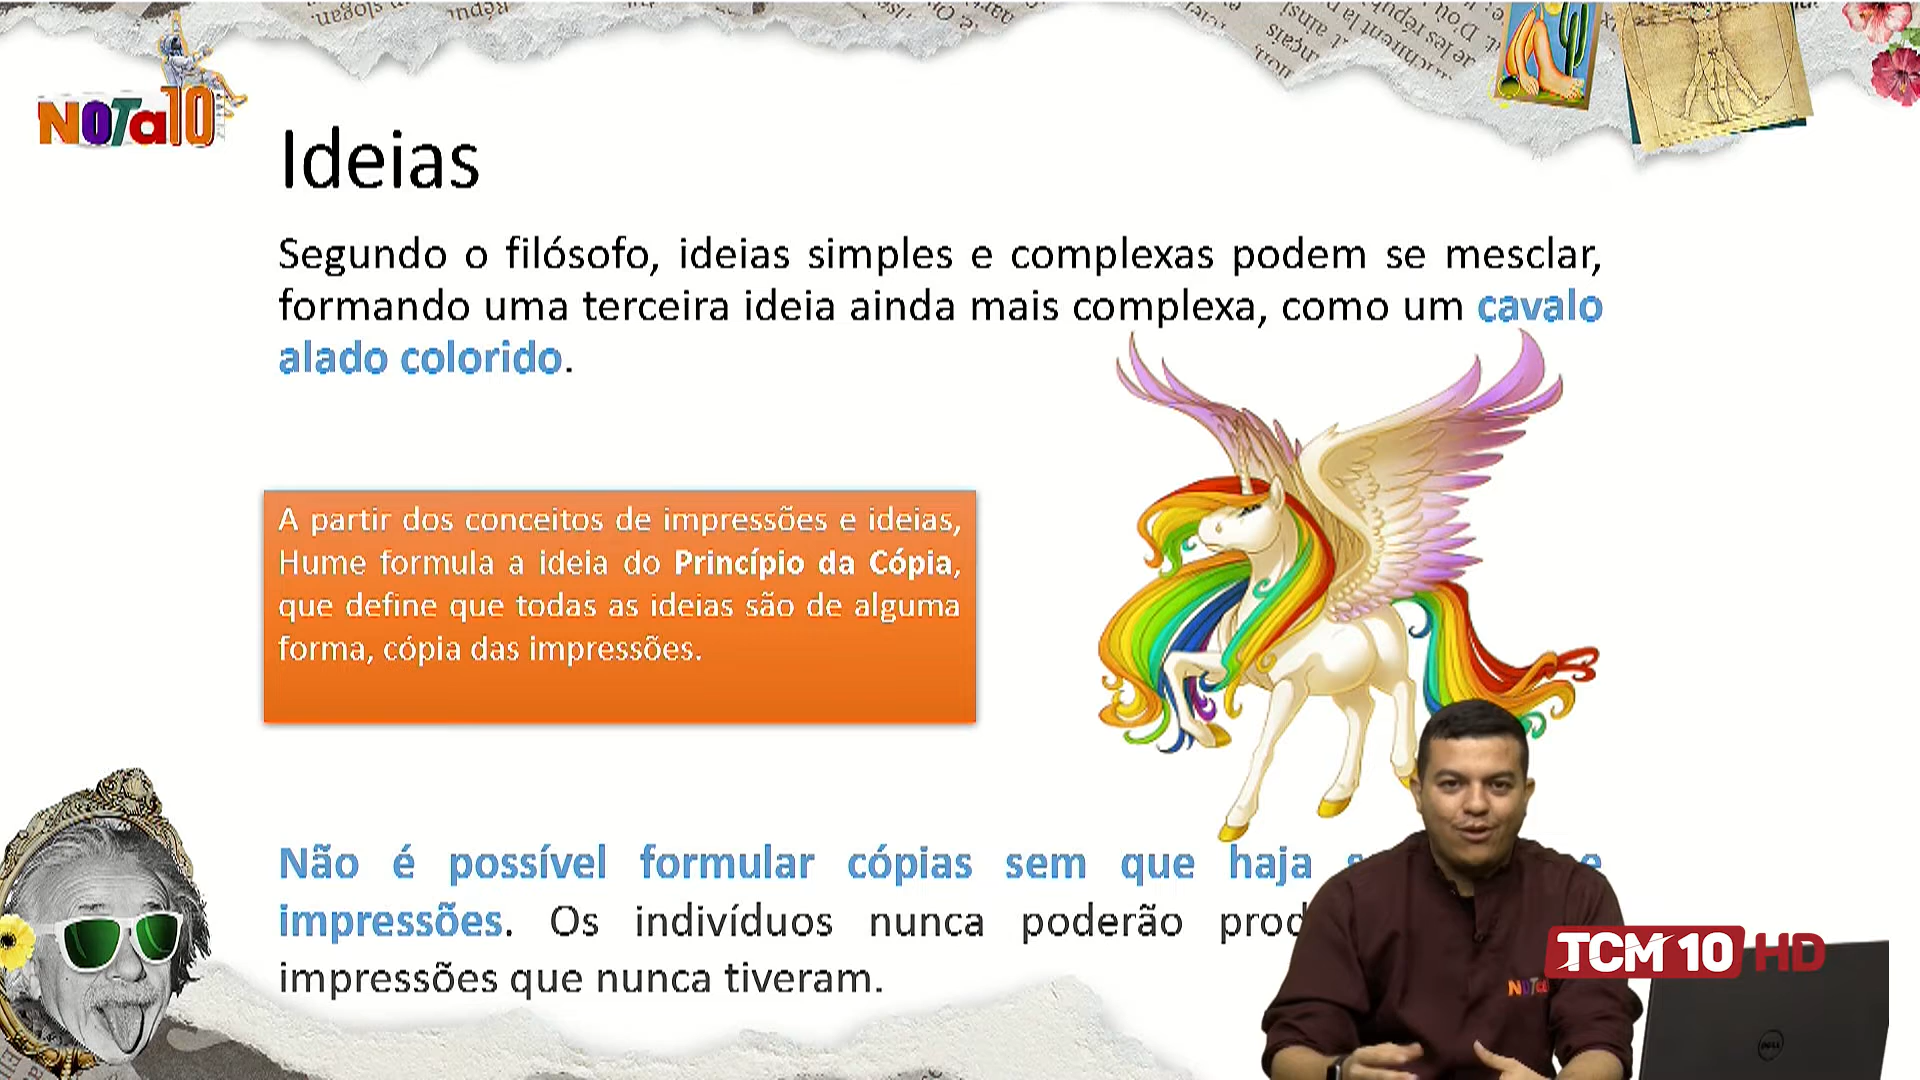 NOTa10
Ideias
Segundo o filósofo, ideias simples e complexas podem se mesclar,
formando uma terceira ideia ainda mais complexa, como um cavalo
alado colorido.
A partir dos conceitos de impressões e ideias,
Hume formula a ideia do Princípio da Cópia,
que define que todas as ideias são de alguma
forma, cópia das impressões.
Não é possível formular cópias sem que haja
impressões. Os indivíduos nunca poderão
impressões que nunca tiveram.
TCM 10 HD
DELL